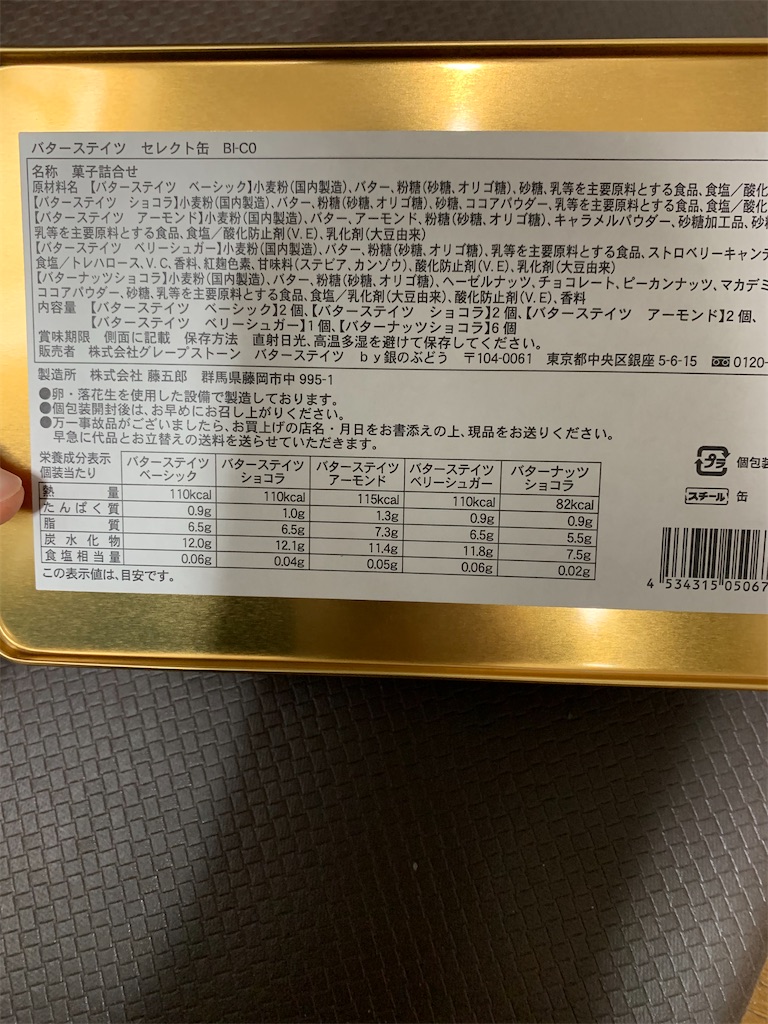 バターステイツ セレクト缶 BI-C0
名称 菓子詰合せ
原材料名 【バターステイツ ベーシック】小麦粉(国内製造)、バター、粉糖(砂糖、オリゴ糖)、砂糖、乳等を主要原料とする食品、食塩/酸化
【バターステイツ ショコラ】小麦粉(国内製造)、バター、粉糖(砂糖、オリゴ糖)、砂糖、ココアパウダー、乳等を主要原料とする食品、食塩/酸化
【バターステイツ アーモンド】小麦粉(国内製造)、バター、アーモンド、粉糖(砂糖、オリゴ糖)、キャラメルパウダー、砂糖加工品、砂糖
乳等を主要原料とする食品、食塩/酸化防止剤(V.E)、乳化剤(大豆由来)
【バターステイツ ベリーシュガー】小麦粉(国内製造)、バター、粉糖(砂糖、オリゴ糖)、乳等を主要原料とする食品、ストロベリーキャンデ
食塩/トレハロース、V.C、香料、紅麹色素、甘味料(ステビア、カンゾウ)、酸化防止剤(V.E)、乳化剤(大豆由来)
【バターナッツショコラ】小麦粉(国内製造)、バター、粉糖(砂糖、オリゴ糖)、ヘーゼルナッツ、チョコレート、ピーカンナッツ、マカデミ
ココアパウダー、砂糖、乳等を主要原料とする食品、食塩/乳化剤(大豆由来)、酸化防止剤(V.E)、香料
内容量 【バターステイツ ベーシック】2個、【バターステイツ ショコラ】2個、【バターステイツ アーモンド】2個、
【バターステイツ ベリーシュガー】1個、【バターナッツショコラ】6個
賞味期限 側面に記載 保存方法 直射日光、高温多湿を避けて保存してください。
販売者 株式会社グレープストーン バターステイツ by銀のぶどう 〒104-0061 東京都中央区銀座5-6-15 0120-
製造所 株式会社 藤五郎 群馬県藤岡市中995-1
●卵・落花生を使用した設備で製造しております。
●個包装開封後は、お早めにお召し上がりください。
●万一事故品がございましたら、お買上げの店名・月日をお書添えの上、現品をお送りください。
早急に代品とお立替えの送料を送らせていただきます。
栄養成分表示 個装当たり バターステイツ ベーシック バターステイツ ショコラ バターステイツ アーモンド バターステイツ ベリーシュガー バターナッツ ショコラ
熱量 110kcal 110kcal 115kcal 110kcal 82kcal
たんぱく質 0.9g 1.0g 1.3g 0.9g 0.9g
脂質 6.5g 6.5g 7.3g 6.5g 5.5g
炭水化物 12.0g 12.1g 11.4g 11.8g 7.5g
食塩相当量 0.06g 0.04g 0.05g 0.06g 0.02g
この表示値は、目安です。
プラ 個包装
スチール 缶
4 534315 05067